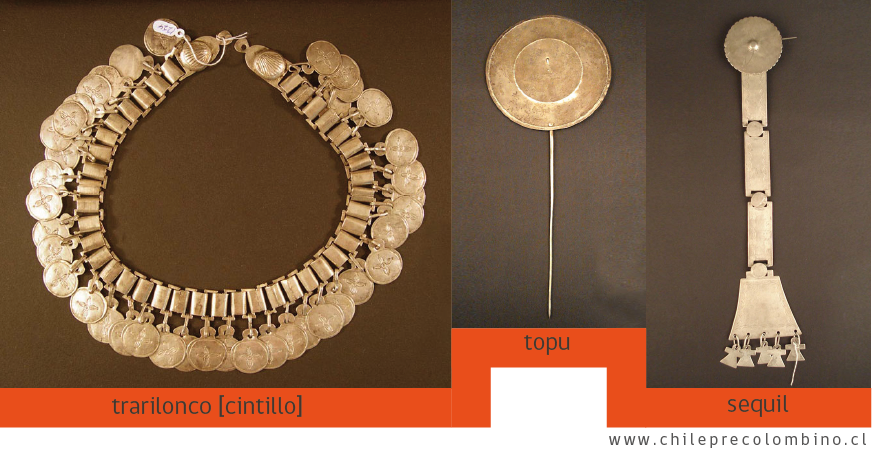 trarilonco [cintillo]
topu
sequil
www.chileprecolombino.cl